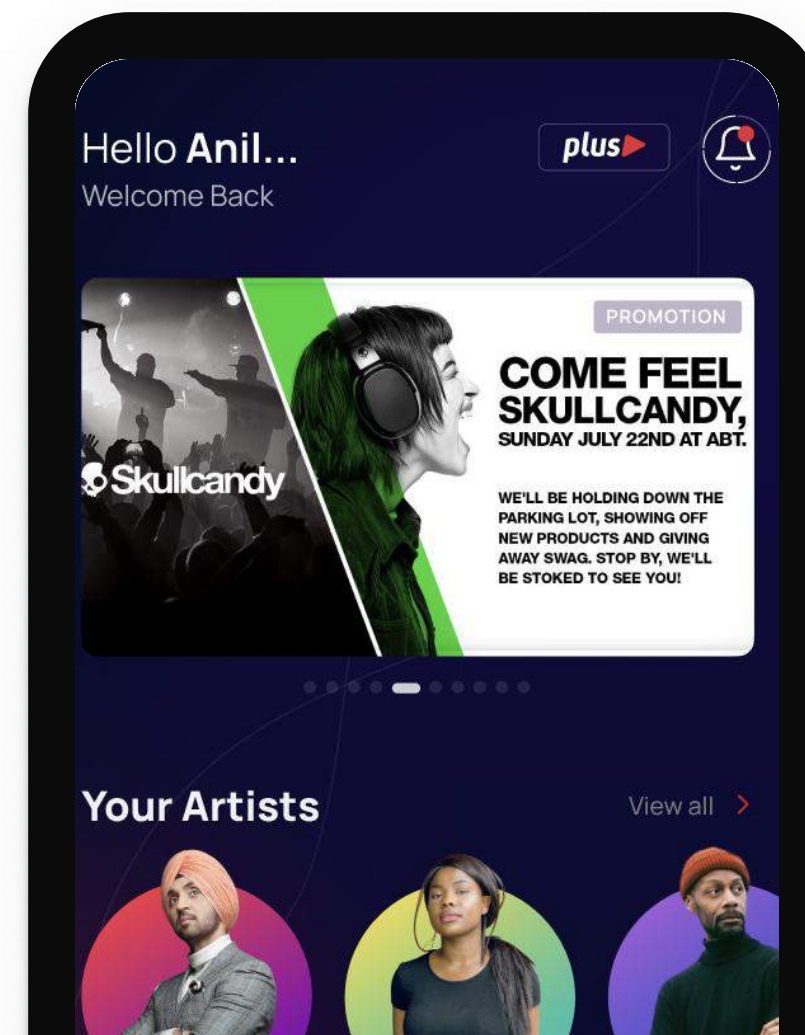 Hello Anil...
plus
Welcome Back
PROMOTION
COME FEEL
SKULLCANDY,
SUNDAY JULY 22ND AT ABT.
Skullcandy
WE'LL BE HOLDING DOWN THE
PARKING LOT, SHOWING OFF
NEW PRODUCTS AND GIVING
AWAY SWAG. STOP BY, WE'LL
BE STOKED TO SEE YOU!
Your Artists
View all